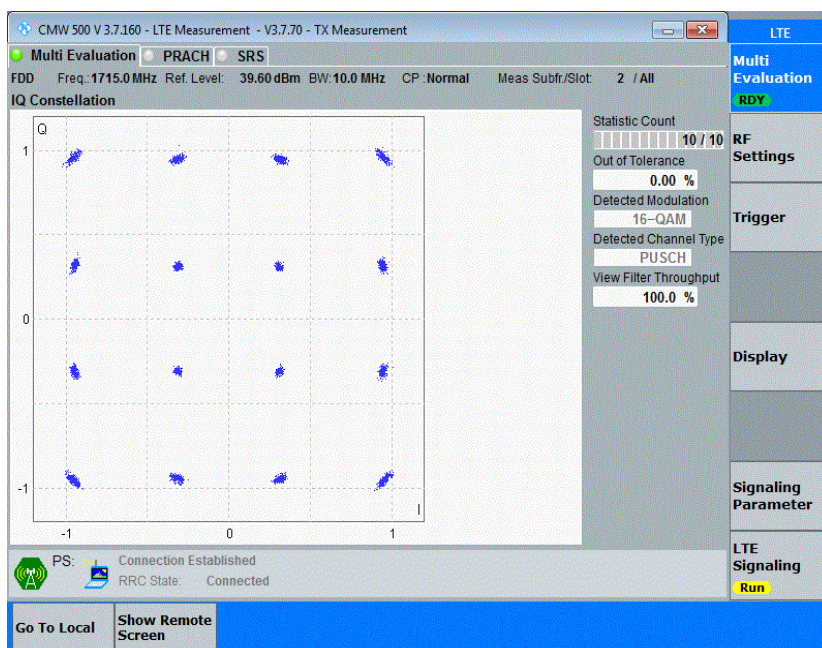 CMW 500 V 3.7.160 - LTE Measurement - V3.7.70 - TX Measurement
LTE
Multi Evaluation PRACH SRS
FDD Freq.: 1715.0 MHz Ref. Level: 39.60 dBm BW: 10.0 MHz CP : Normal Meas Subfr./Slot: 2 / All
IQ Constellation
Q
1
0
-1
I
-1 0 1
Statistic Count
10 / 10
Out of Tolerance
0.00 %
Detected Modulation
16-QAM
Detected Channel Type
PUSCH
View Filter Throughput
100.0 %
Multi
Evaluation
RDY
RF
Settings
Trigger
Display
Signaling
Parameter
LTE
Signaling
Run
PS: Connection Established
RRC State: Connected
Go To Local
Show Remote
Screen